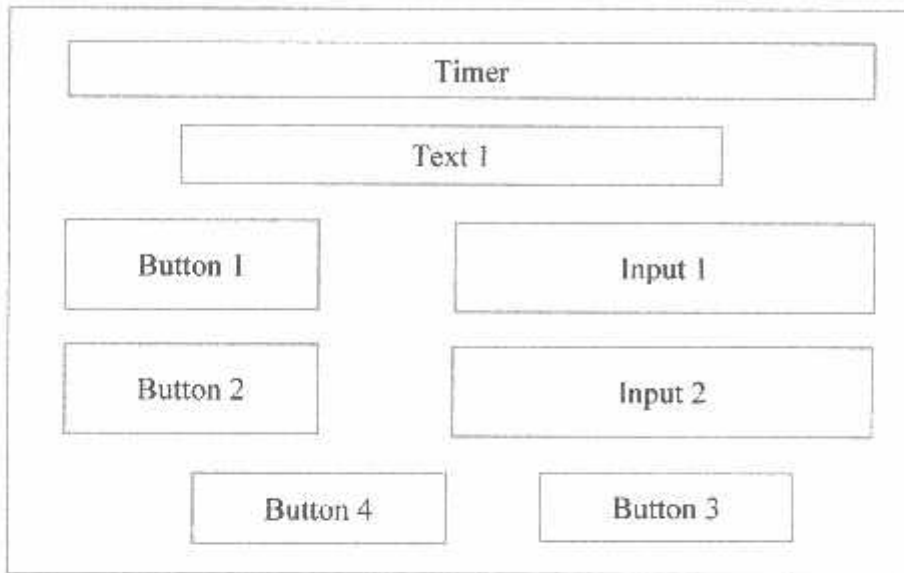 Timer
Text 1
Button 1
Input 1
Button 2
Input 2
Button 4
Button 3